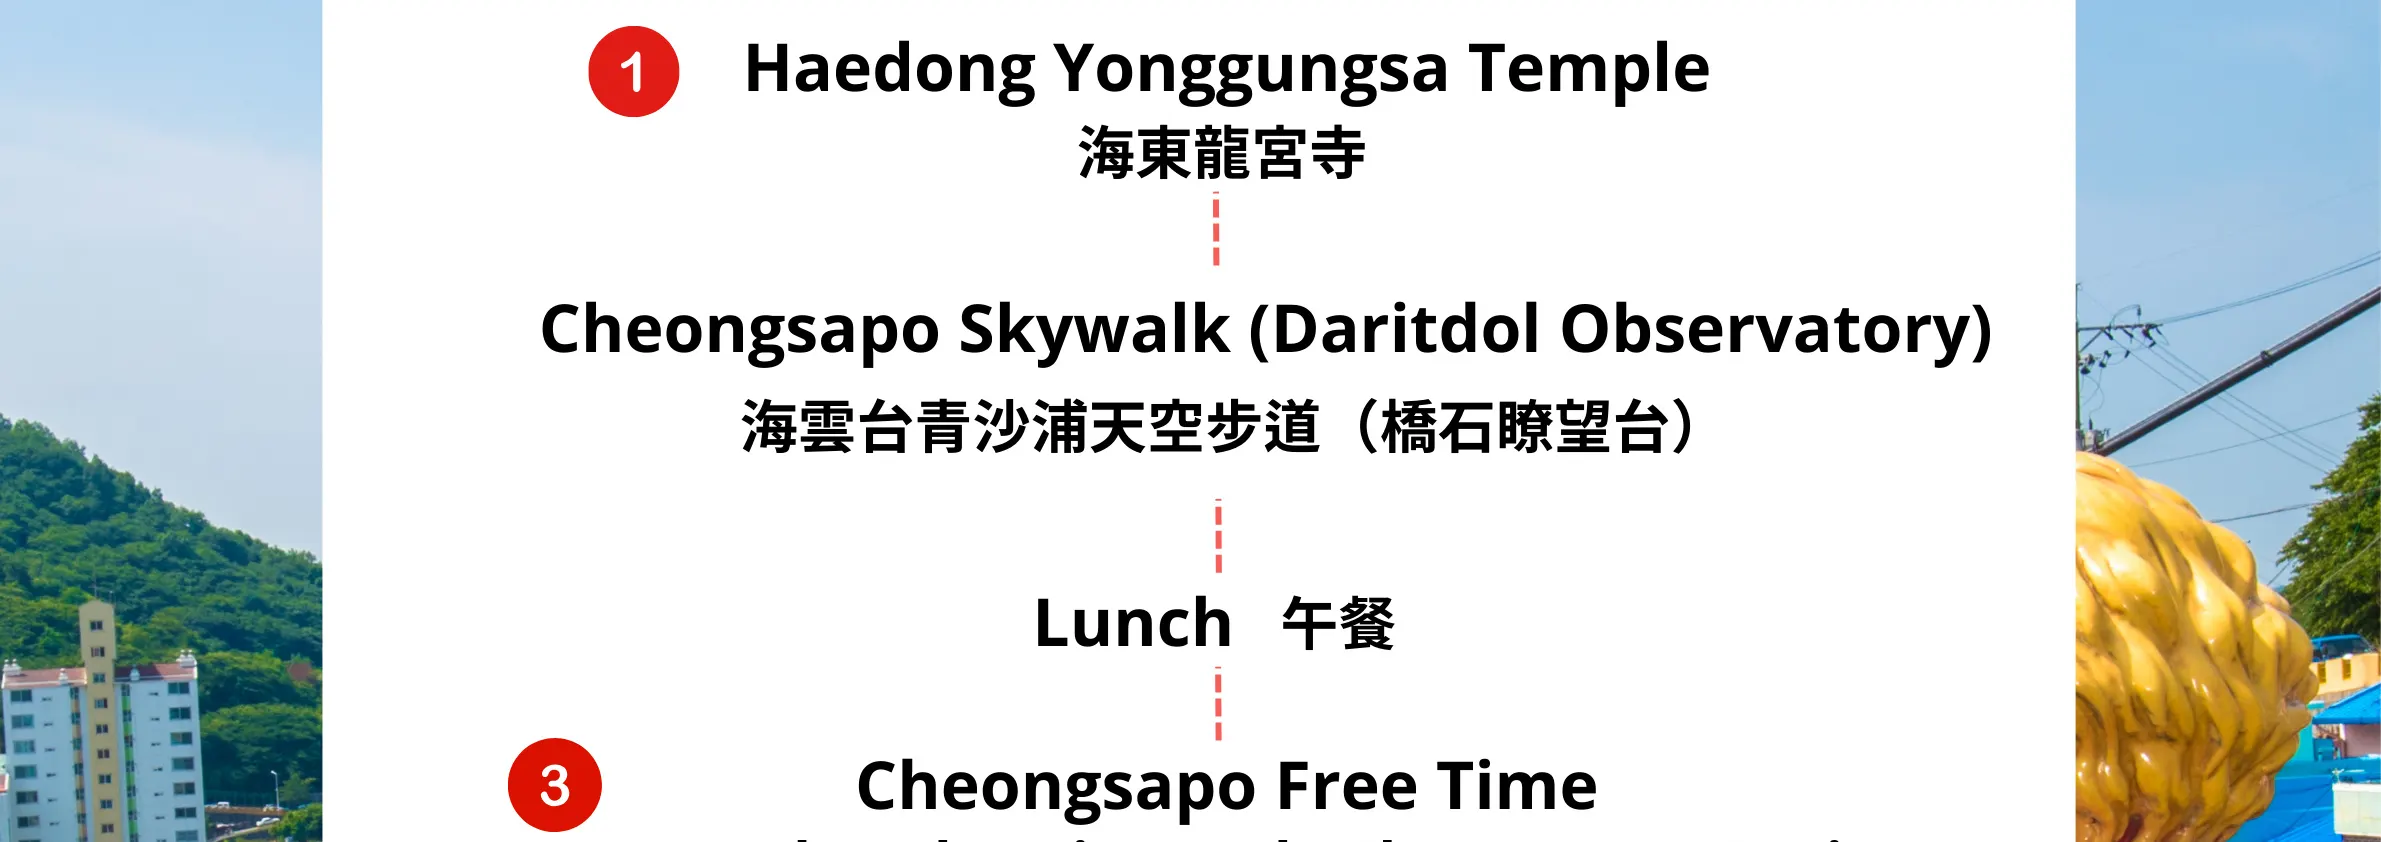 1 Haedong Yonggungsa Temple
海東龍宮寺
Cheongsapo Skywalk (Daritdol Observatory)
海雲台青沙浦天空步道（橋石瞭望台）
Lunch 午餐
3 Cheongsapo Free Time